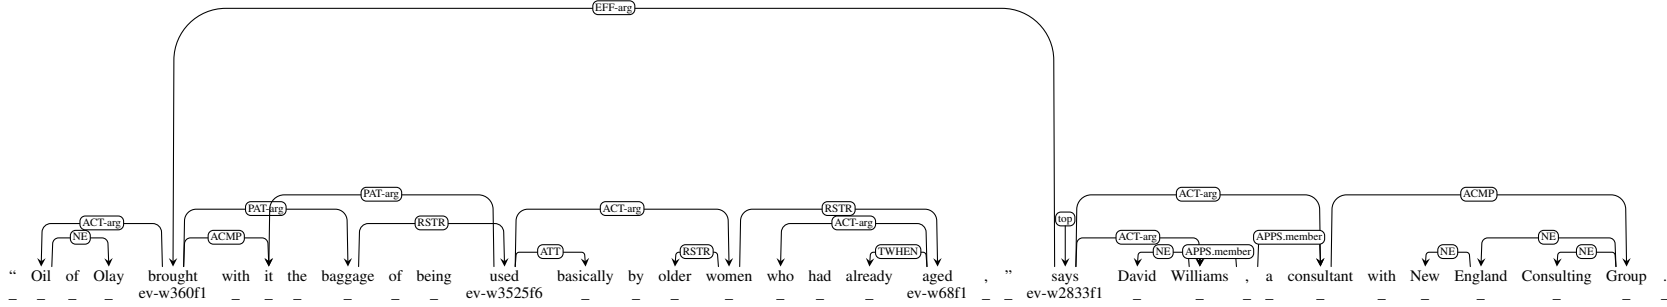 EFF-arg
PAT-arg ACT-arg ACMP
PAT-arg ACT-arg RSTR
ACT-arg RSTR ACT-arg top
NE ACMP ATT RSTR TWHEN ACT-arg NE APPS.member APPS.member NE NE NE
“ Oil of Olay brought with it the baggage of being used basically by older women who had already aged , ” says David Williams , a consultant with New England Consulting Group .
_ _ _ _ ev-w360f1 _ _ _ _ _ _ ev-w3525f6 _ _ _ _ _ _ _ ev-w68f1 _ _ ev-w2833f1 _ _ _ _ _ _ _ _ _ _ _